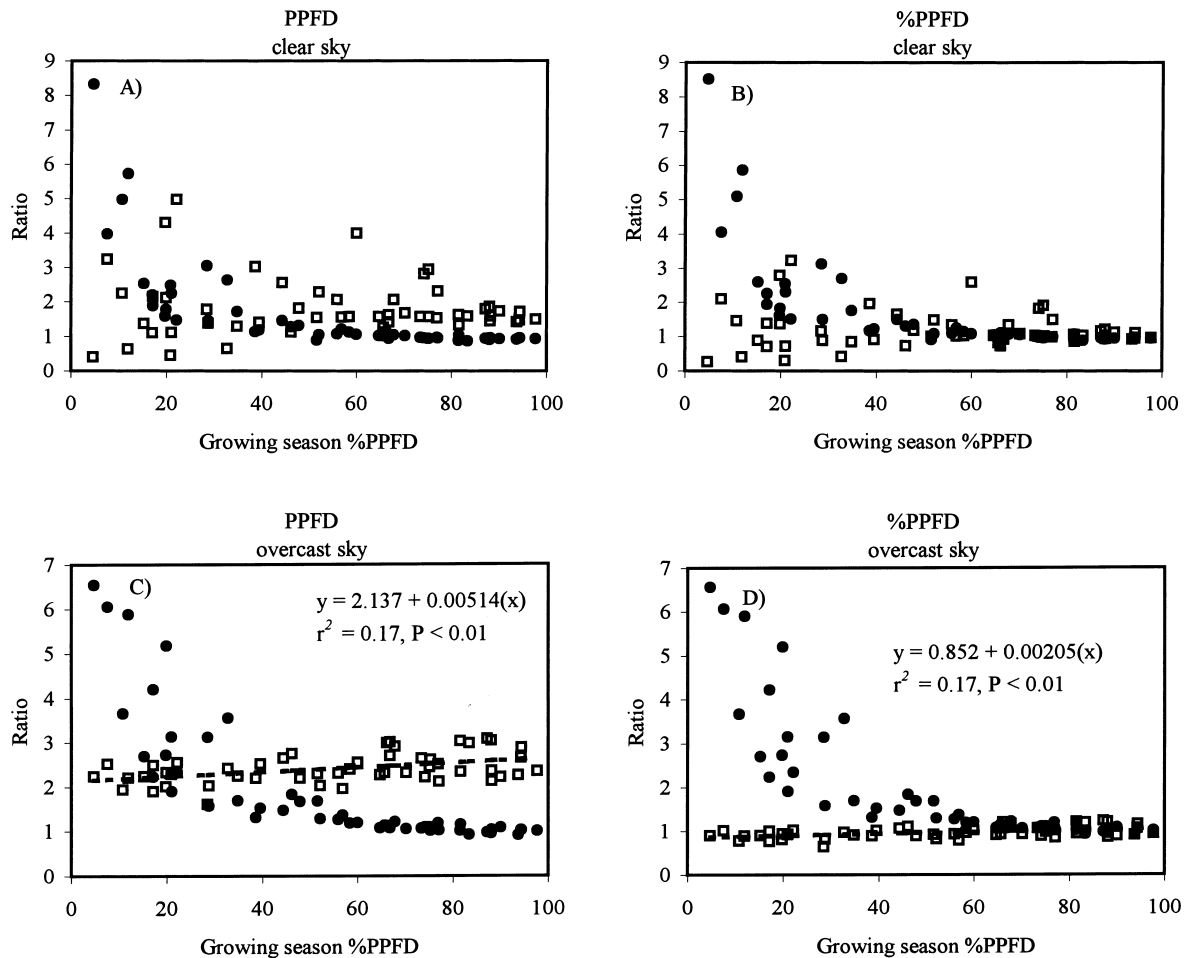 PPFD
clear sky
%PPFD
clear sky
A)
B)
9
8
7
6
5
4
3
2
1
0
Ratio
0 20 40 60 80 100
Growing season %PPFD
9
8
7
6
5
4
3
2
1
0
Ratio
0 20 40 60 80 100
Growing season %PPFD
PPFD
overcast sky
C)
y = 2.137 + 0.00514(x)
r² = 0.17, P < 0.01
7
6
5
4
3
2
1
0
Ratio
0 20 40 60 80 100
Growing season %PPFD
%PPFD
overcast sky
D)
y = 0.852 + 0.00205(x)
r² = 0.17, P < 0.01
7
6
5
4
3
2
1
0
Ratio
0 20 40 60 80 100
Growing season %PPFD